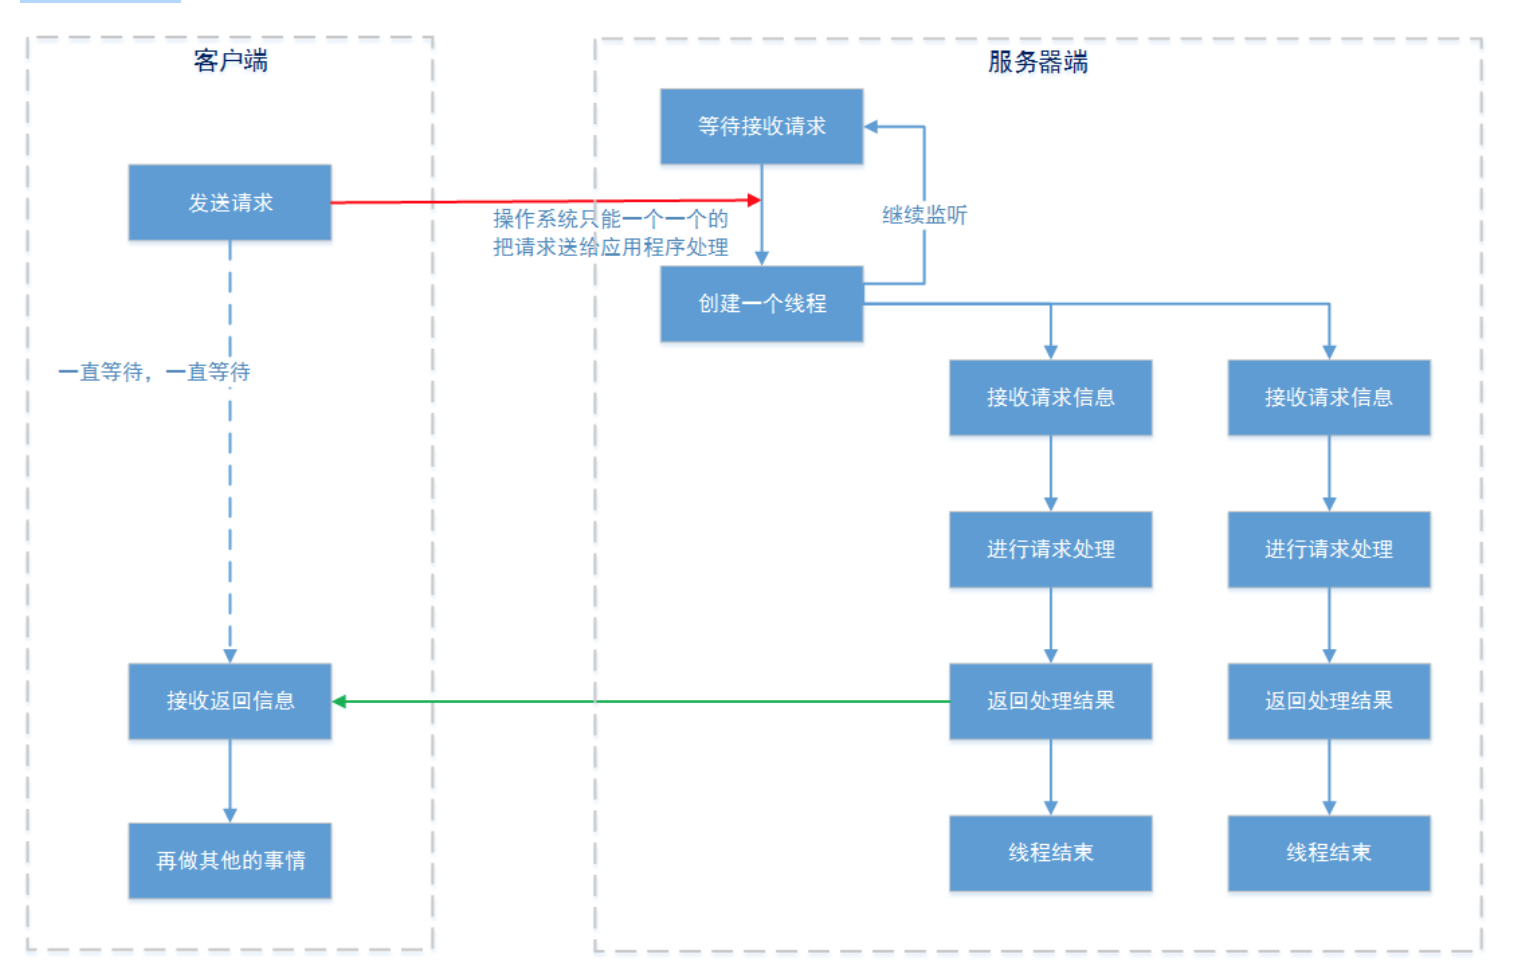 客户端
发送请求
一直等待，一直等待
接收返回信息
再做其他的事情
操作系统只能一个一个的
把请求送给应用程序处理
服务器端
等待接收请求
继续监听
创建一个线程
接收请求信息
进行请求处理
返回处理结果
线程结束
接收请求信息
进行请求处理
返回处理结果
线程结束